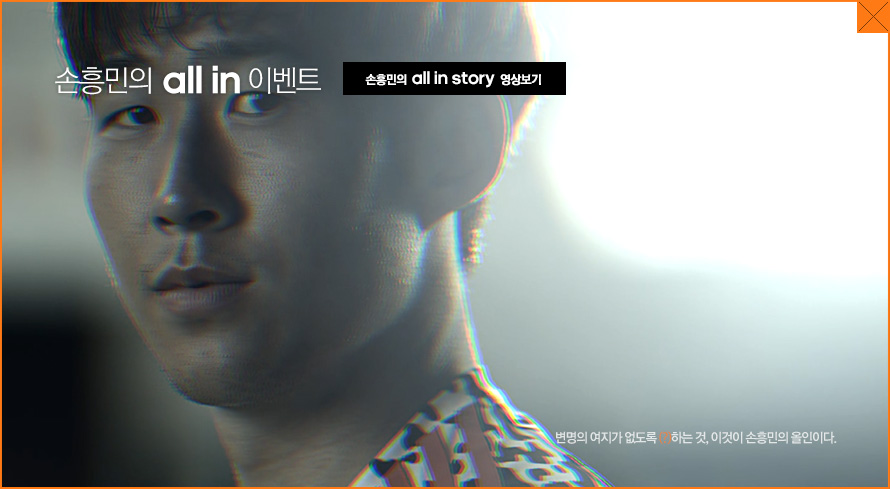 손흥민의 all in 이벤트
손흥민의 all in story 영상보기
변명의 여지가 없도록 하는 것, 이것이 손흥민의 올인이다.